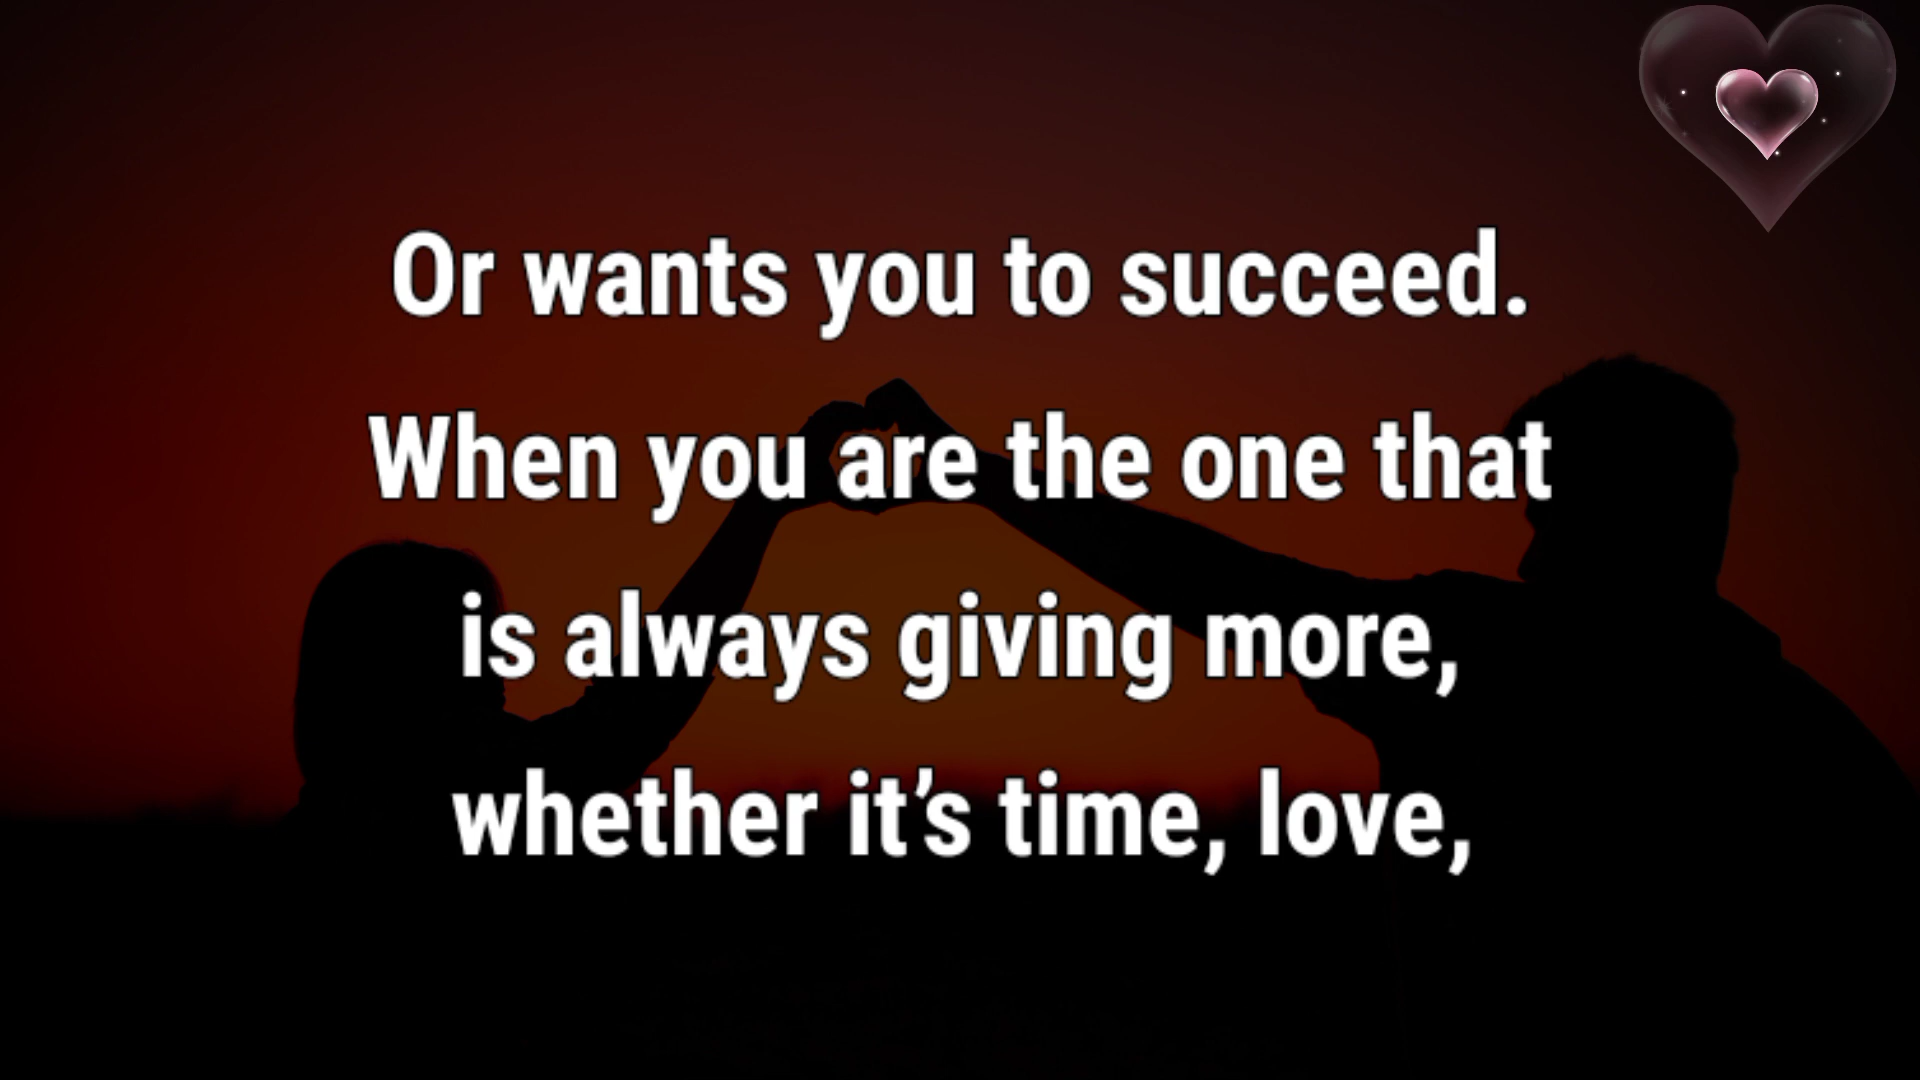 Or wants you to succeed.
When you are the one that
is always giving more,
whether it’s time, love,